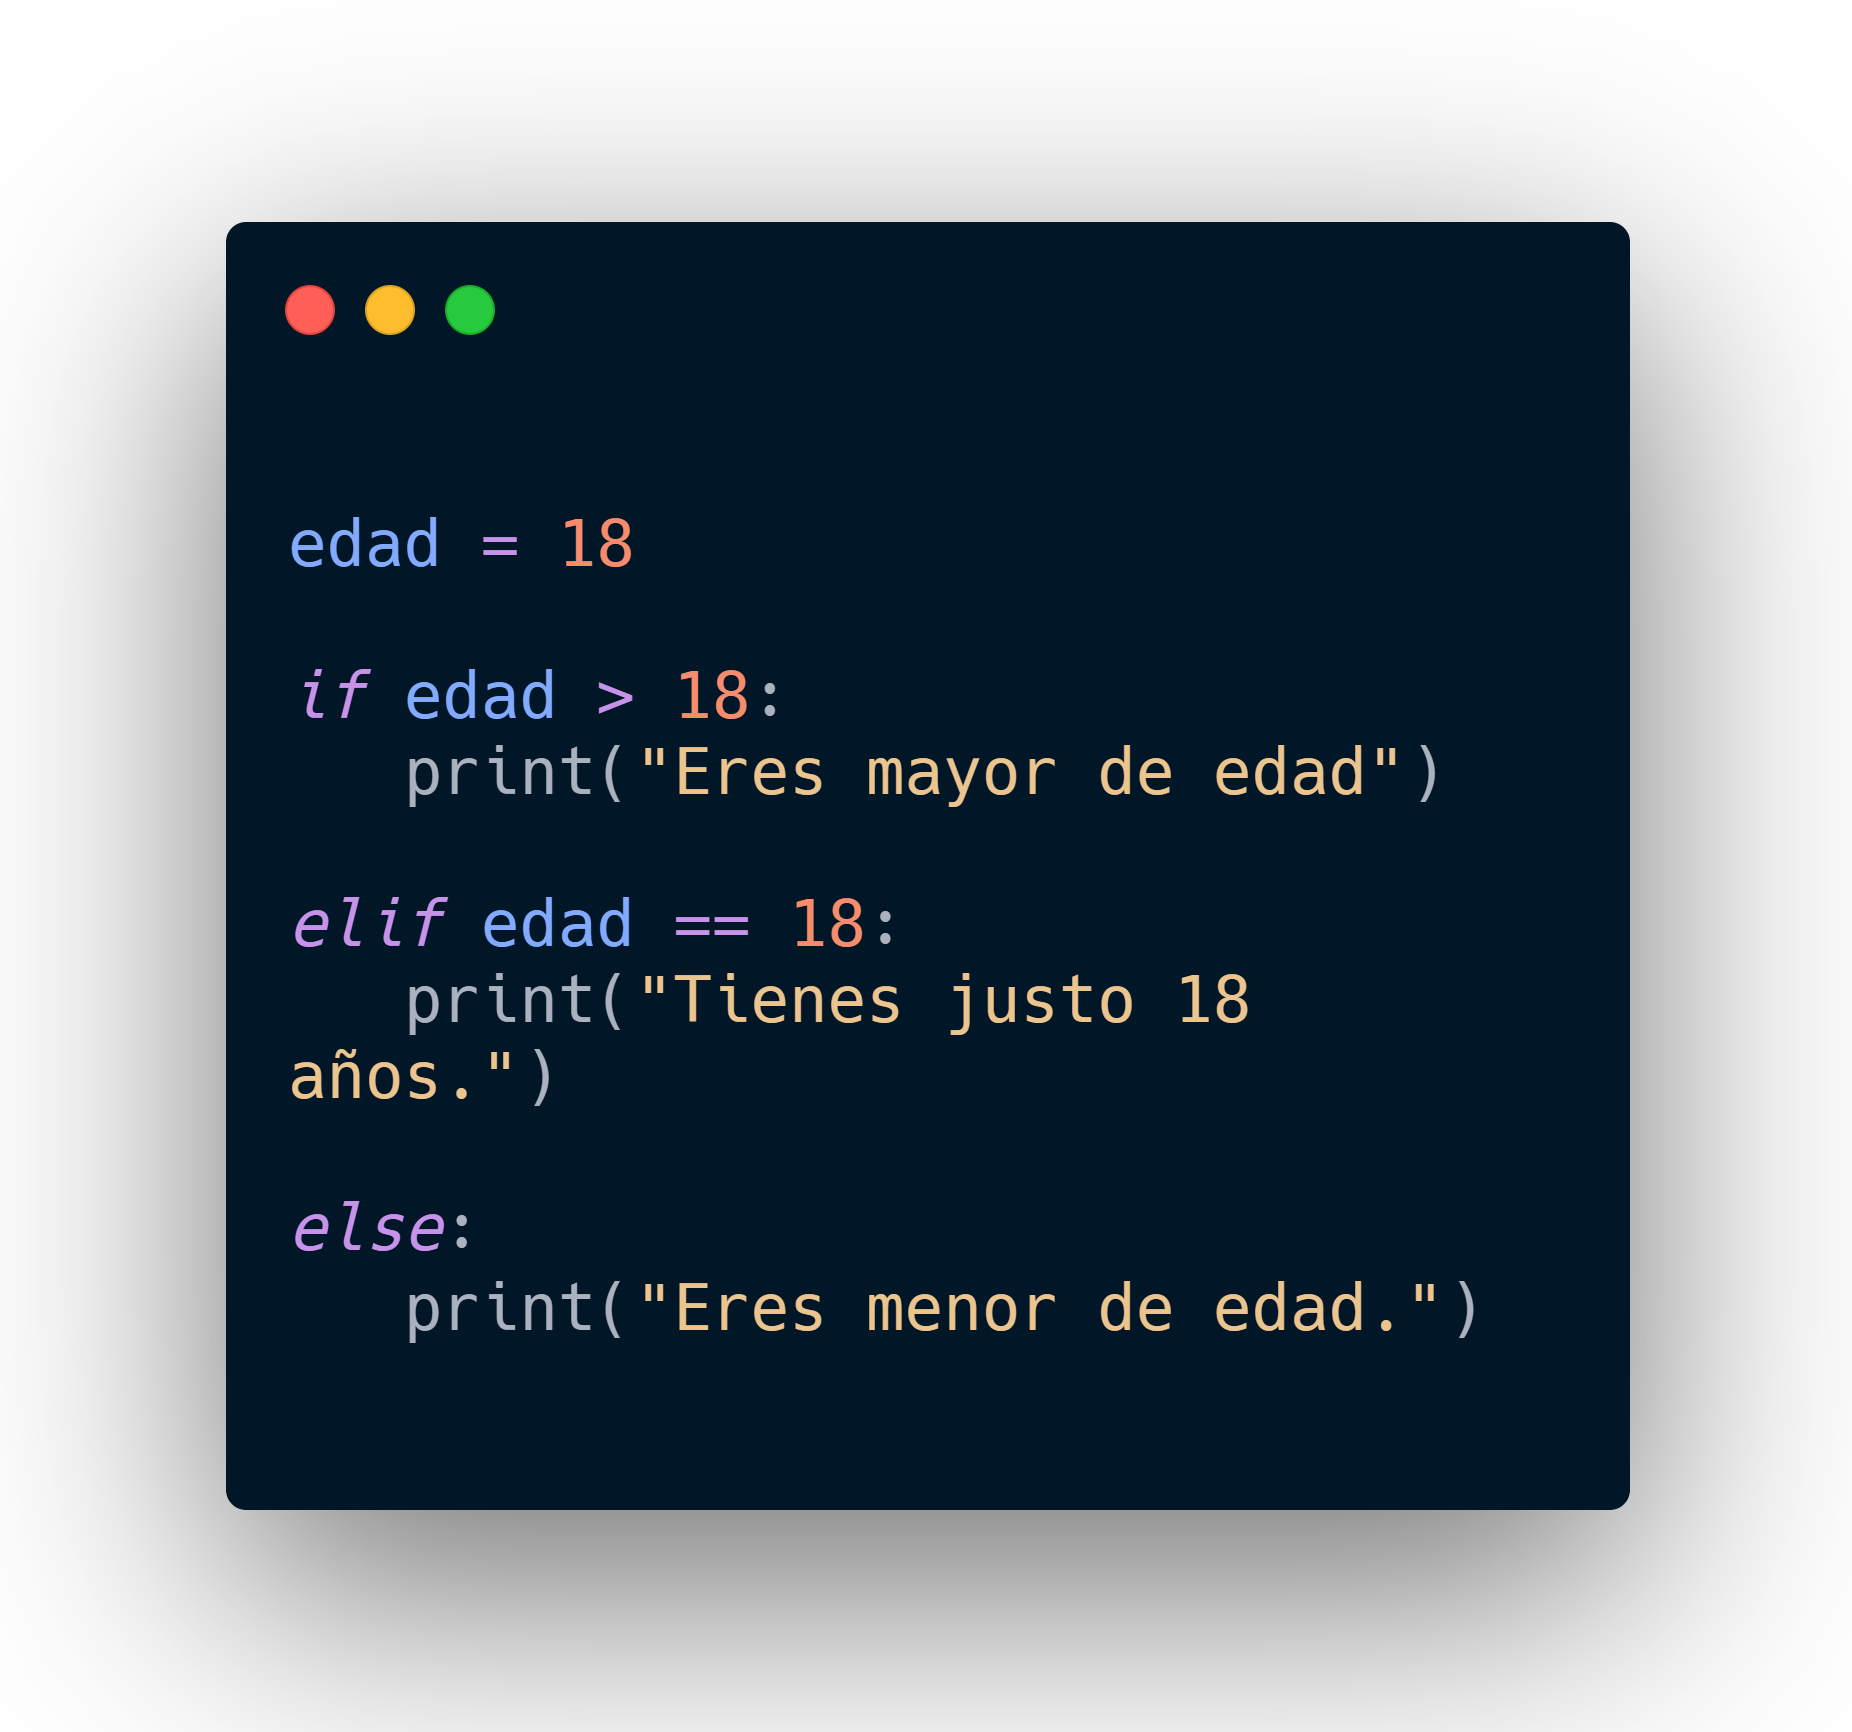 edad = 18
if edad > 18:
   print("Eres mayor de edad")
elif edad == 18:
   print("Tienes justo 18
años.")
else:
   print("Eres menor de edad.")